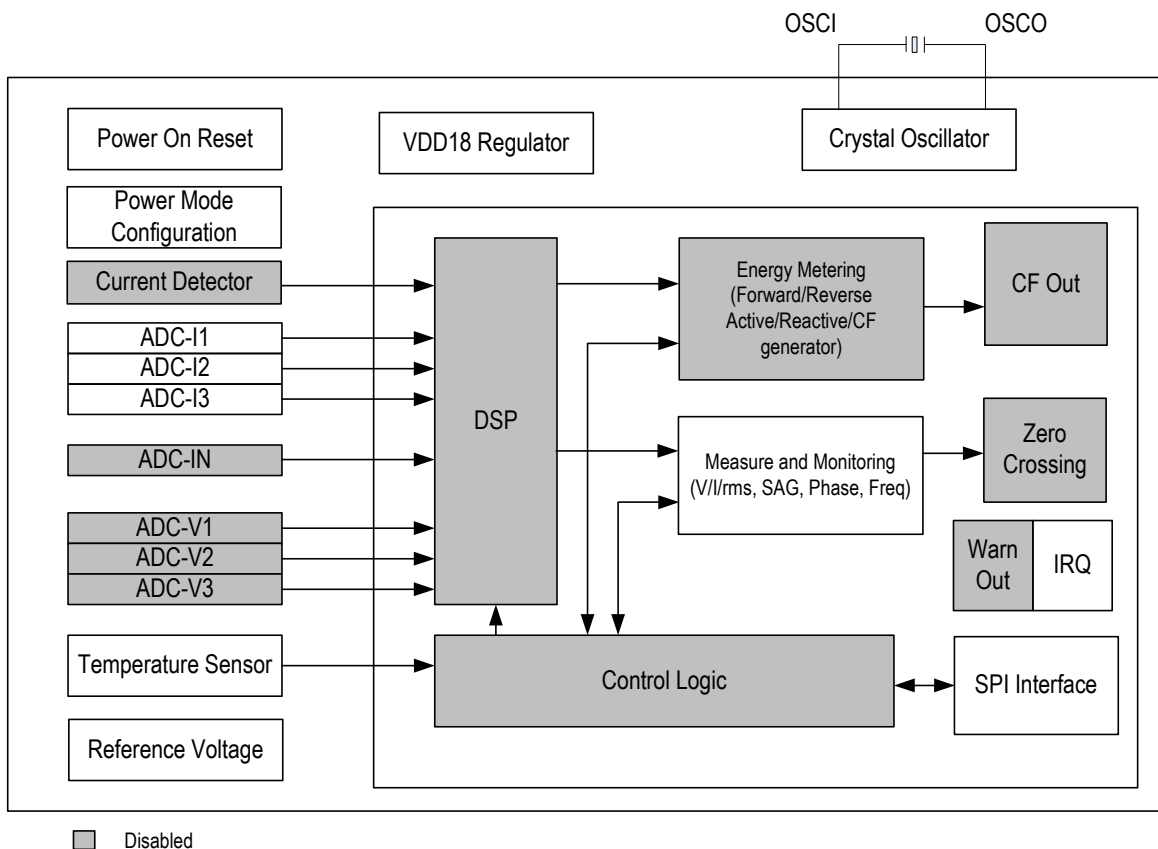 OSCI
OSCO
Power On Reset
VDD18 Regulator
Crystal Oscillator
Power Mode
Configuration
Current Detector
ADC-I1
ADC-I2
ADC-I3
ADC-IN
ADC-V1
ADC-V2
ADC-V3
Temperature Sensor
Reference Voltage
DSP
Energy Metering
(Forward/Reverse
Active/Reactive/CF
generator)
CF Out
Measure and Monitoring
(V/I/rms, SAG, Phase, Freq)
Zero
Crossing
Warn
Out
IRQ
Control Logic
SPI Interface
Disabled